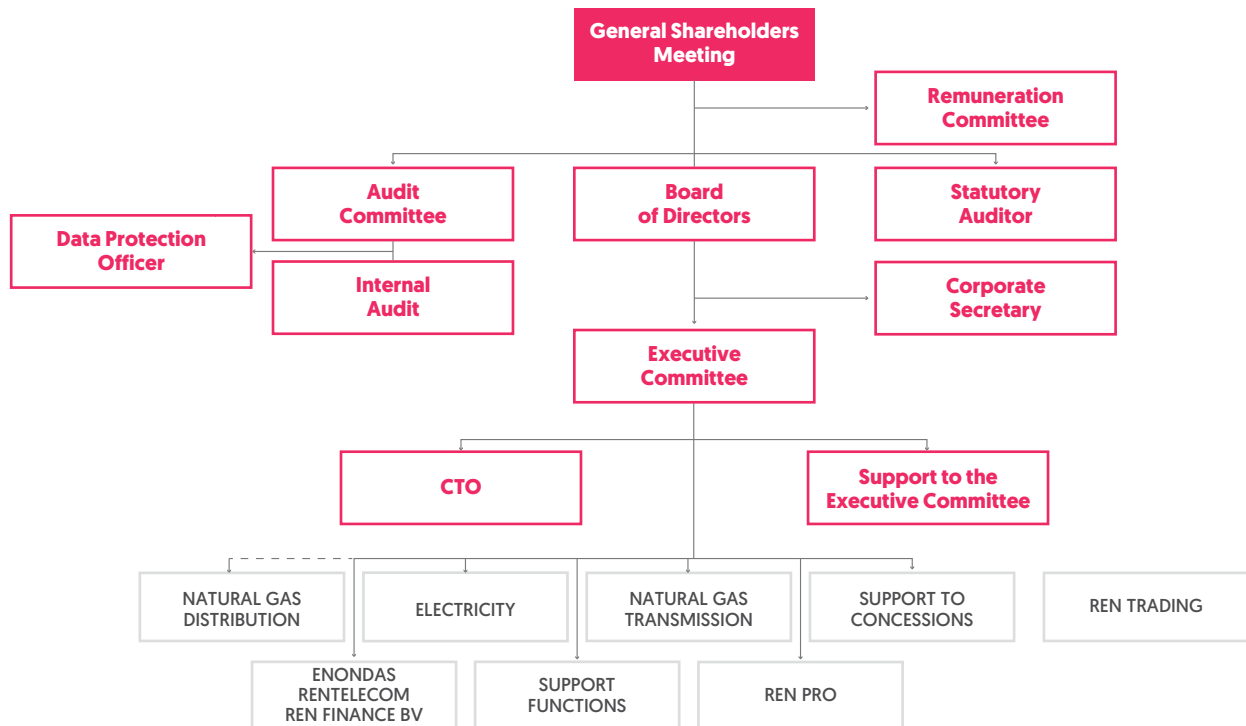 General Shareholders
Meeting
Remuneration
Committee
Audit
Committee
Board
of Directors
Statutory
Auditor
Data Protection
Officer
Internal
Audit
Corporate
Secretary
Executive
Committee
CTO
Support to the
Executive Committee
NATURAL GAS
DISTRIBUTION
ELECTRICITY
NATURAL GAS
TRANSMISSION
SUPPORT TO
CONCESSIONS
REN TRADING
ENONDAS
RENTELECOM
REN FINANCE BV
SUPPORT
FUNCTIONS
REN PRO